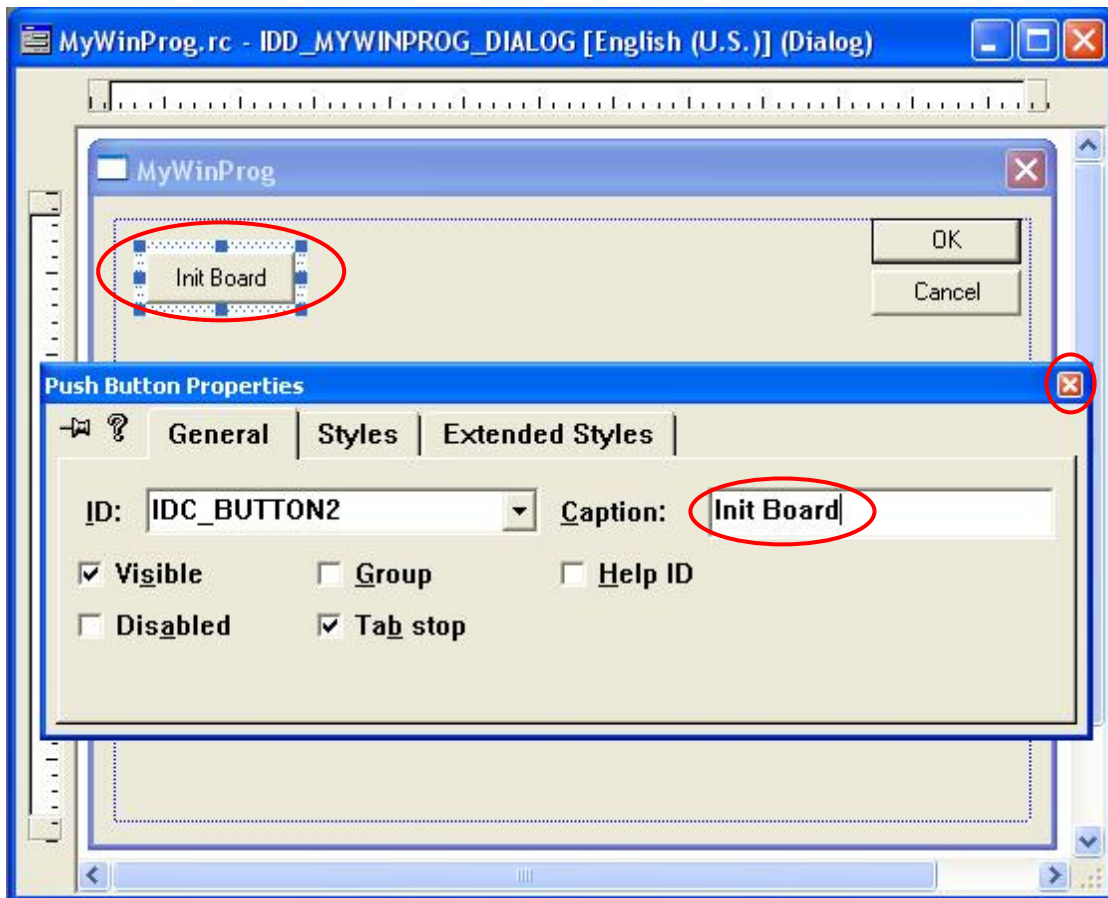 MyWinProg.rc - IDD_MYWINPROG_DIALOG [English (U.S.)] (Dialog)
MyWinProg
Init Board
OK
Cancel
Push Button Properties
General Styles Extended Styles
ID: IDC_BUTTON2 Caption: Init Board
Visible Group Help ID
Disabled Tab stop